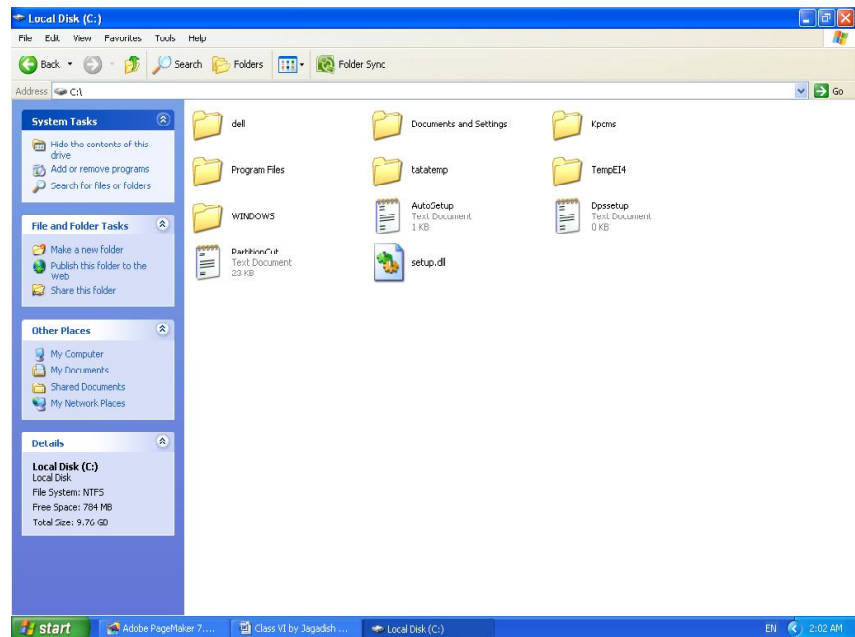 Local Disk (C:)
File Edit View Favorites Tools Help
Back Search Folders Folder Sync
Address C:\ Go
System Tasks
Hide the contents of this
drive
Add or remove programs
Search for files or folders
File and Folder Tasks
Make a new folder
Publish this folder to the
web
Share this folder
Other Places
My Computer
My Documents
Shared Documents
My Network Places
Details
Local Disk (C:)
Local Disk
File System: NTFS
Free Space: 784 MB
Total Size: 9.76 GB
dell
Documents and Settings
Kpcms
Program Files
tatatemp
TempEI4
WINDOWS
AutoSetup
Text Document
1 KB
Dpssetup
Text Document
0 KB
PartitionCut
Text Document
23 KB
setup.dl
start Adobe PageMaker 7.... Class VI by Jagadish ... Local Disk (C:) EN 2:02 AM